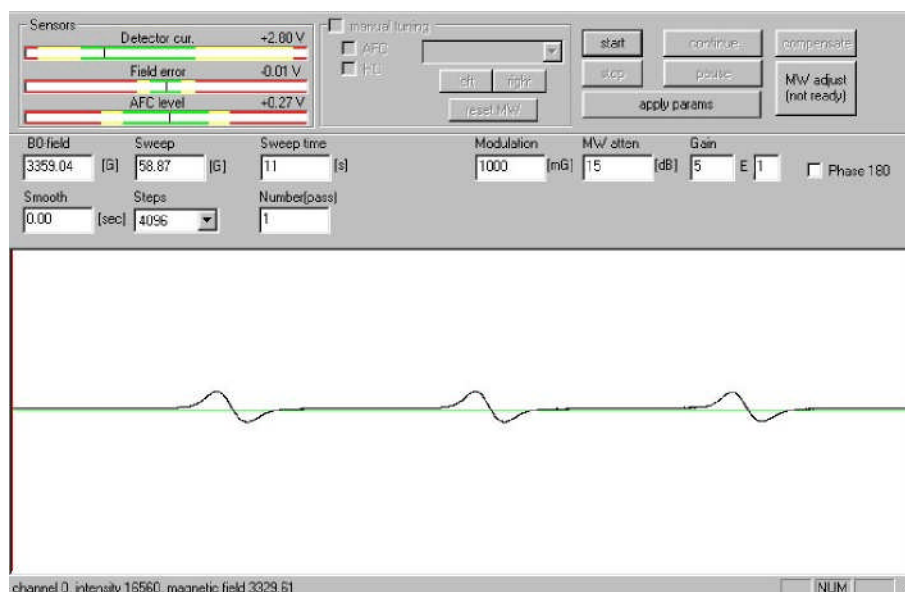 Sensors
Detector cur. +2.80 V
Field error -0.01 V
AFC level +0.27 V
manual tuning
AFC
left right
reset MW
start continue compensate
stop pause
apply params
MW adjust
(not ready)
B0-field Sweep Sweep time Modulation MW atten Gain
3359.04 [G] 58.87 [G] 11 [s] 1000 [mG] 15 [dB] 5 E 1 Phase 180
Smooth Steps Number(pass)
0.00 [sec] 4096 1
channel 0, intensity 16560, magnetic field 3329.61 NUM